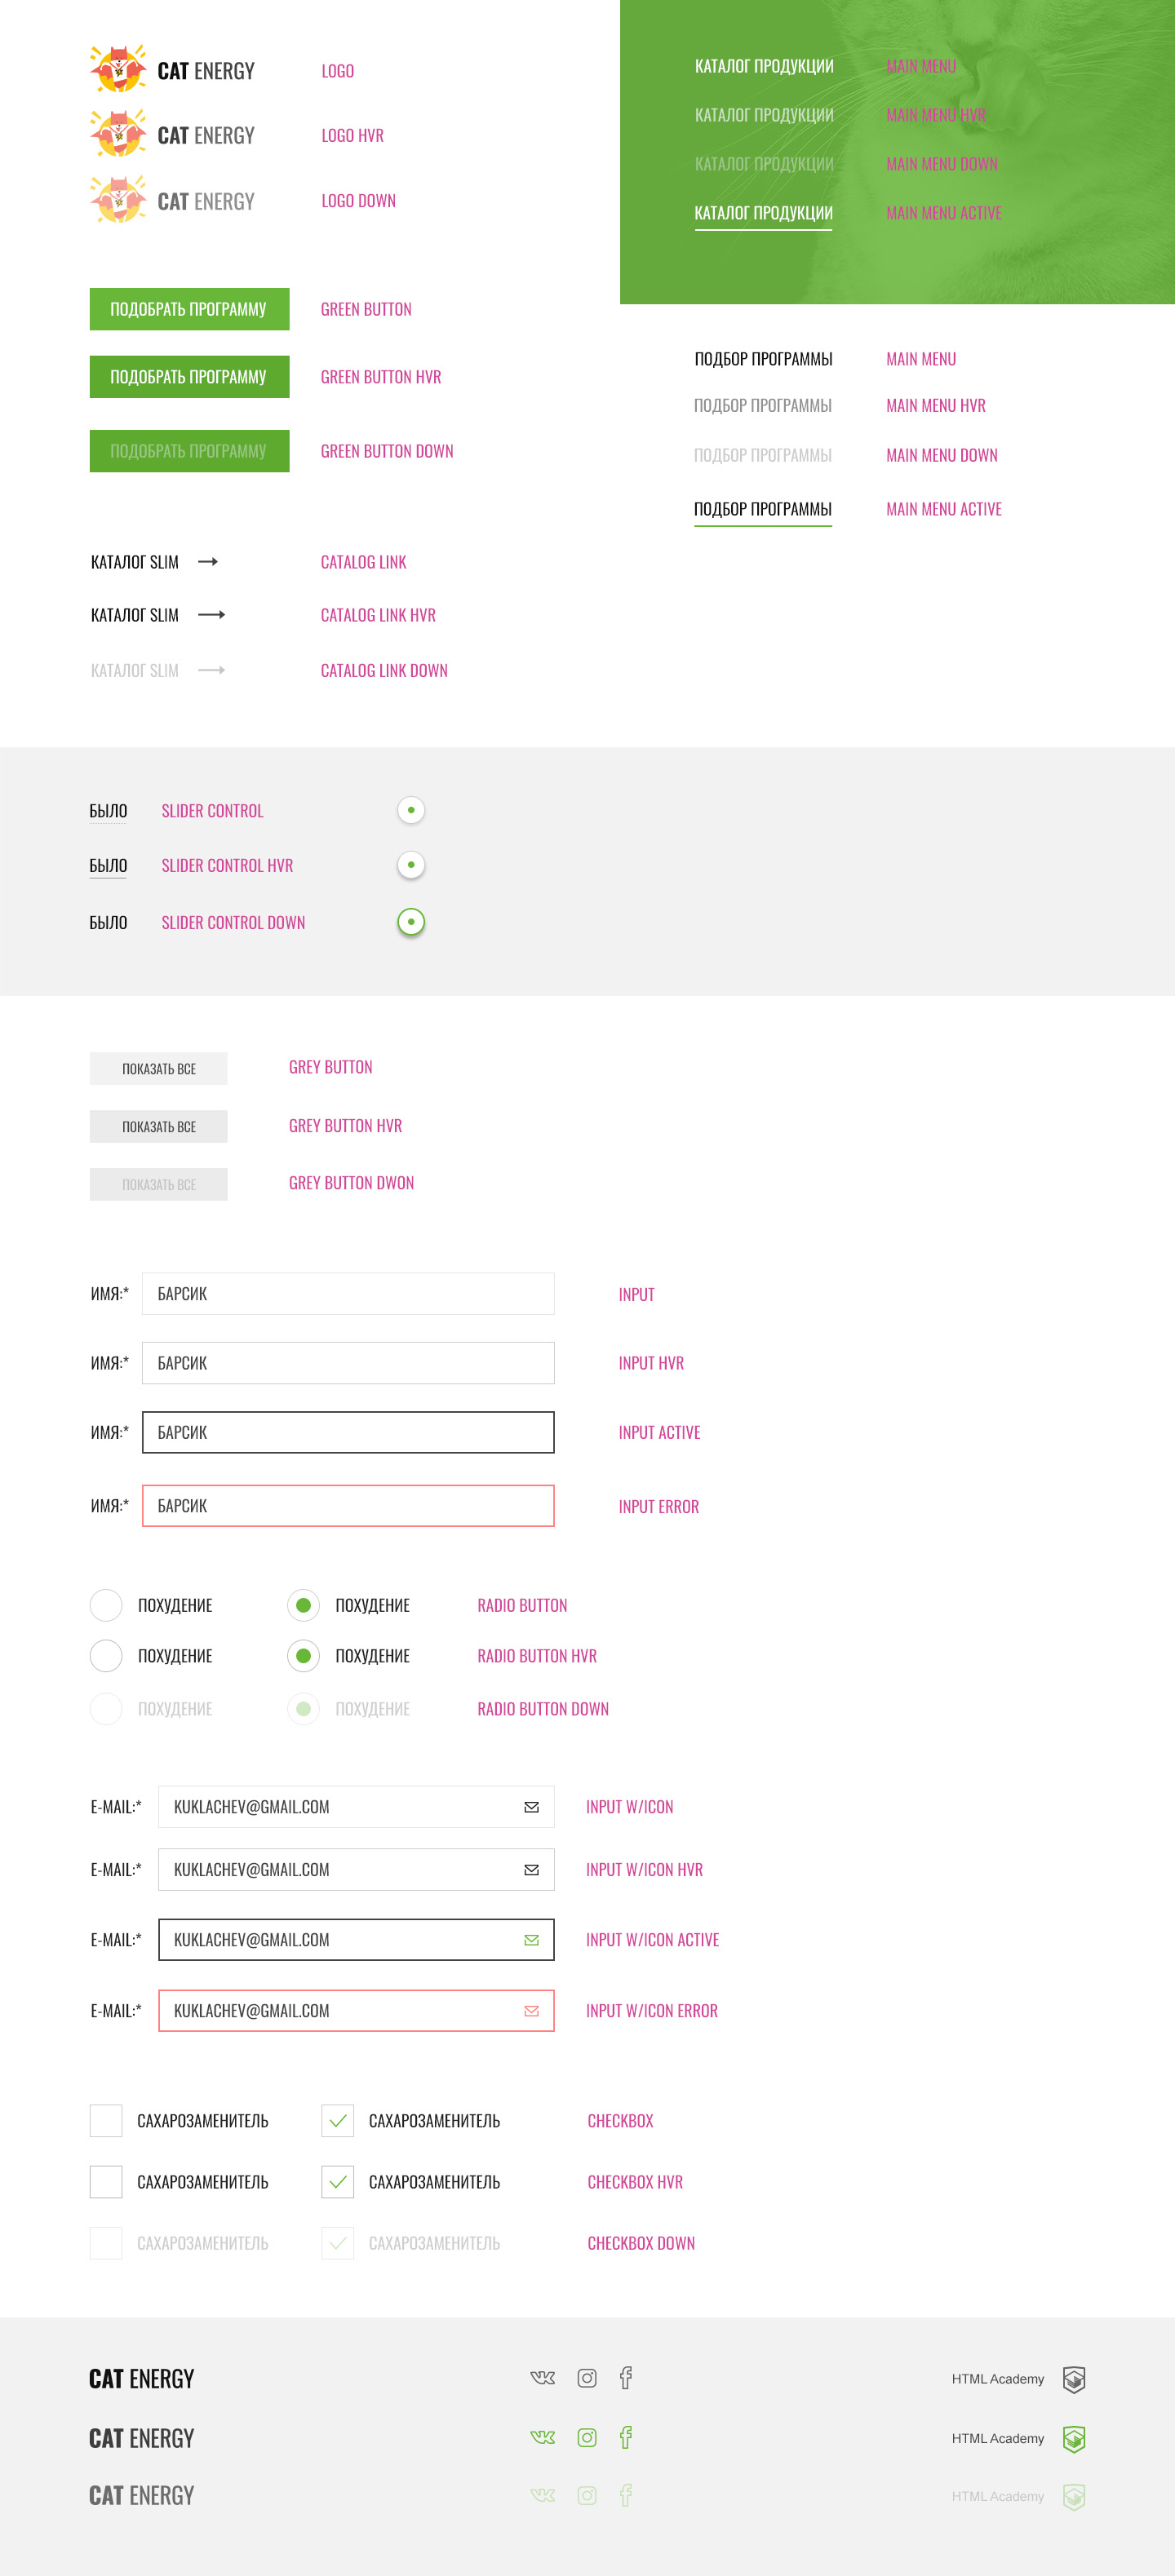 CAT ENERGY LOGO
CAT ENERGY LOGO HVR
CAT ENERGY LOGO DOWN
КАТАЛОГ ПРОДУКЦИИ MAIN MENU
КАТАЛОГ ПРОДУКЦИИ MAIN MENU HVR
КАТАЛОГ ПРОДУКЦИИ MAIN MENU DOWN
КАТАЛОГ ПРОДУКЦИИ MAIN MENU ACTIVE
ПОДОБРАТЬ ПРОГРАММУ GREEN BUTTON
ПОДОБРАТЬ ПРОГРАММУ GREEN BUTTON HVR
ПОДОБРАТЬ ПРОГРАММУ GREEN BUTTON DOWN
ПОДБОР ПРОГРАММЫ MAIN MENU
ПОДБОР ПРОГРАММЫ MAIN MENU HVR
ПОДБОР ПРОГРАММЫ MAIN MENU DOWN
ПОДБОР ПРОГРАММЫ MAIN MENU ACTIVE
КАТАЛОГ SLIM CATALOG LINK
КАТАЛОГ SLIM CATALOG LINK HVR
КАТАЛОГ SLIM CATALOG LINK DOWN
БЫЛО SLIDER CONTROL
БЫЛО SLIDER CONTROL HVR
БЫЛО SLIDER CONTROL DOWN
ПОКАЗАТЬ ВСЕ GREY BUTTON
ПОКАЗАТЬ ВСЕ GREY BUTTON HVR
ПОКАЗАТЬ ВСЕ GREY BUTTON DWON
ИМЯ:* БАРСИК INPUT
ИМЯ:* БАРСИК INPUT HVR
ИМЯ:* БАРСИК INPUT ACTIVE
ИМЯ:* БАРСИК INPUT ERROR
ПОХУДЕНИЕ ПОХУДЕНИЕ RADIO BUTTON
ПОХУДЕНИЕ ПОХУДЕНИЕ RADIO BUTTON HVR
ПОХУДЕНИЕ ПОХУДЕНИЕ RADIO BUTTON DOWN
E-MAIL:* KUKLACHEV@GMAIL.COM INPUT W/ICON
E-MAIL:* KUKLACHEV@GMAIL.COM INPUT W/ICON HVR
E-MAIL:* KUKLACHEV@GMAIL.COM INPUT W/ICON ACTIVE
E-MAIL:* KUKLACHEV@GMAIL.COM INPUT W/ICON ERROR
САХАРОЗАМЕНИТЕЛЬ САХАРОЗАМЕНИТЕЛЬ CHECKBOX
САХАРОЗАМЕНИТЕЛЬ САХАРОЗАМЕНИТЕЛЬ CHECKBOX HVR
САХАРОЗАМЕНИТЕЛЬ САХАРОЗАМЕНИТЕЛЬ CHECKBOX DOWN
CAT ENERGY HTML Academy
CAT ENERGY HTML Academy
CAT ENERGY HTML Academy